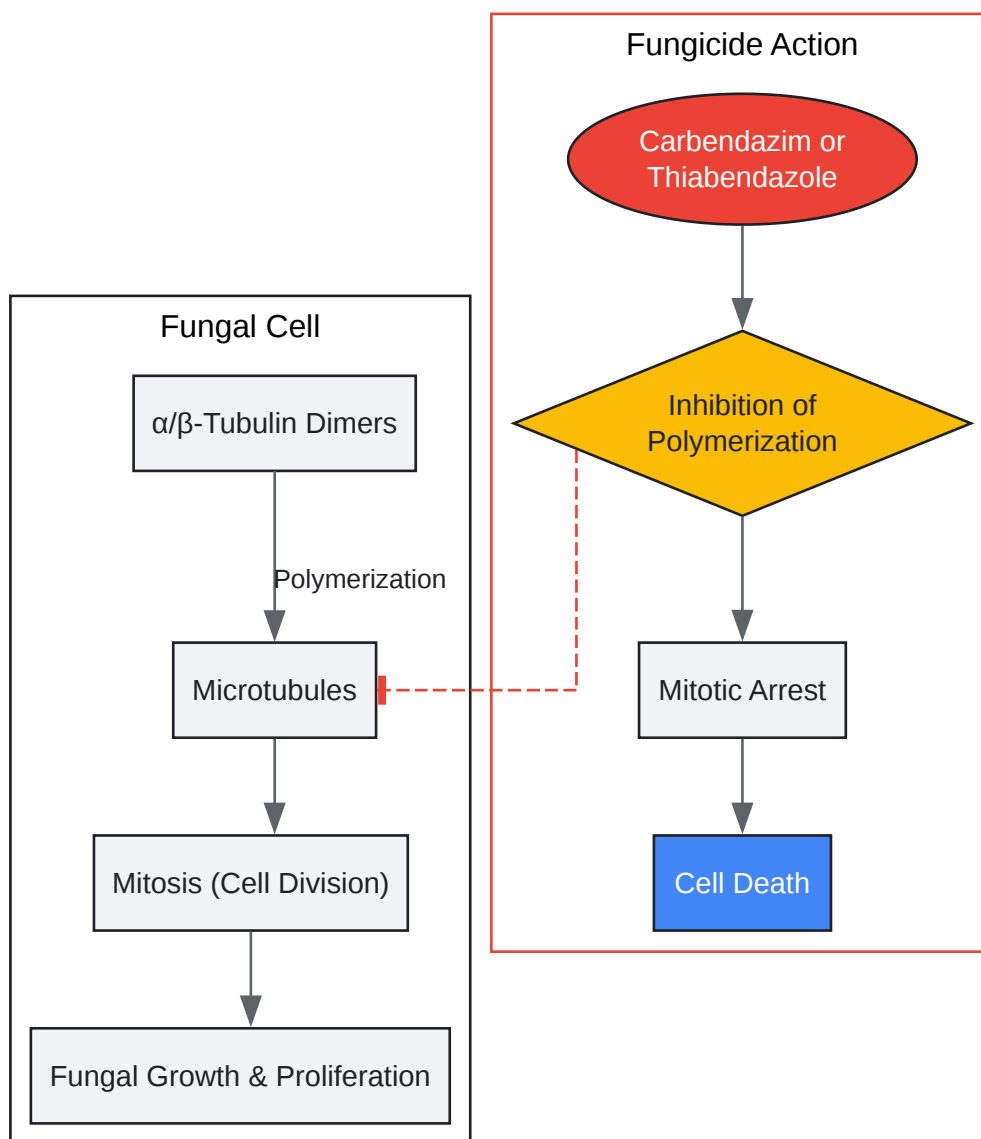 Fungicide Action
Carbendazim or
Thiabendazole
Inhibition of
Polymerization
Mitotic Arrest
Cell Death
Fungal Cell
α/β-Tubulin Dimers
Polymerization
Microtubules
Mitosis (Cell Division)
Fungal Growth & Proliferation